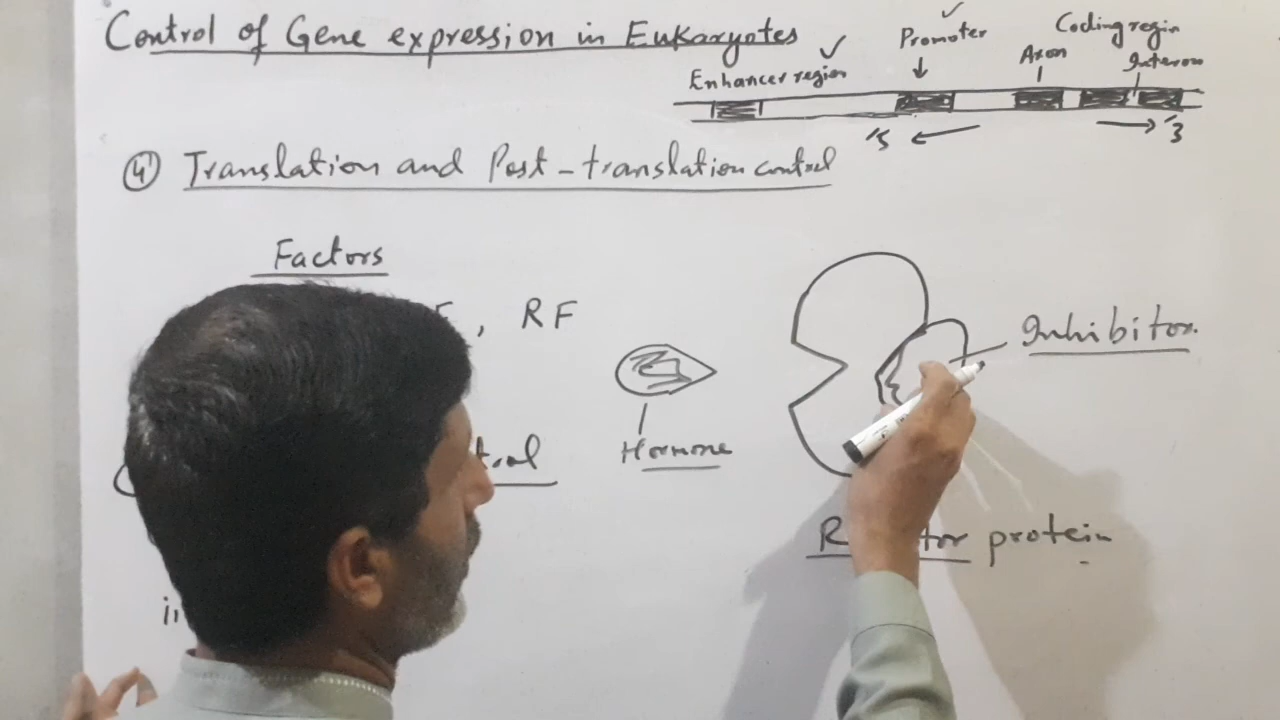 Control of Gene expression in Eukaryotes
Enhancer region
Promoter
Coding region
Axon
Interon
'5
'3
4 Translation and Post-translation control
Factors
, RF
Inhibitor.
Hormone
protein